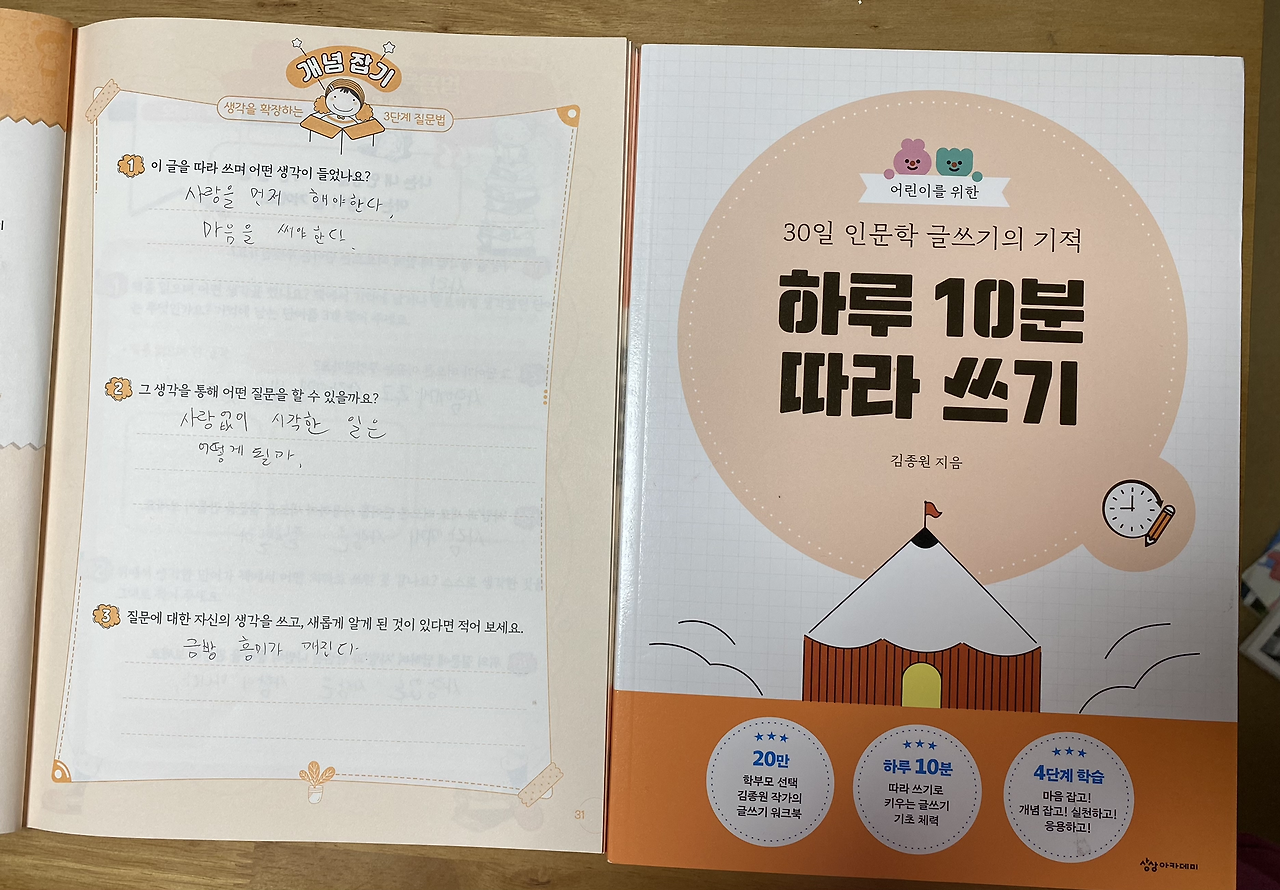 개념 잡기
생각을 확장하는 3단계 질문법
1 이 글을 따라 쓰며 어떤 생각이 들었나요?
사랑을 먼저 해야한다,
마음을 써야한다.
2 그 생각을 통해 어떤 질문을 할 수 있을까요?
사랑없이 시작한 일은
어떻게 될까,
3 질문에 대한 자신의 생각을 쓰고, 새롭게 알게 된 것이 있다면 적어 보세요.
금방 흥미가 깨진다.
31
어린이를 위한
30일 인문학 글쓰기의 기적
하루 10분
따라 쓰기
김종원 지음
20만
학부모 선택
김종원 작가의
글쓰기 워크북
하루 10분
따라 쓰기로
키우는 글쓰기
기초 체력
4단계 학습
마음 잡고!
개념 잡고! 실천하고!
응용하고!
상상아카데미